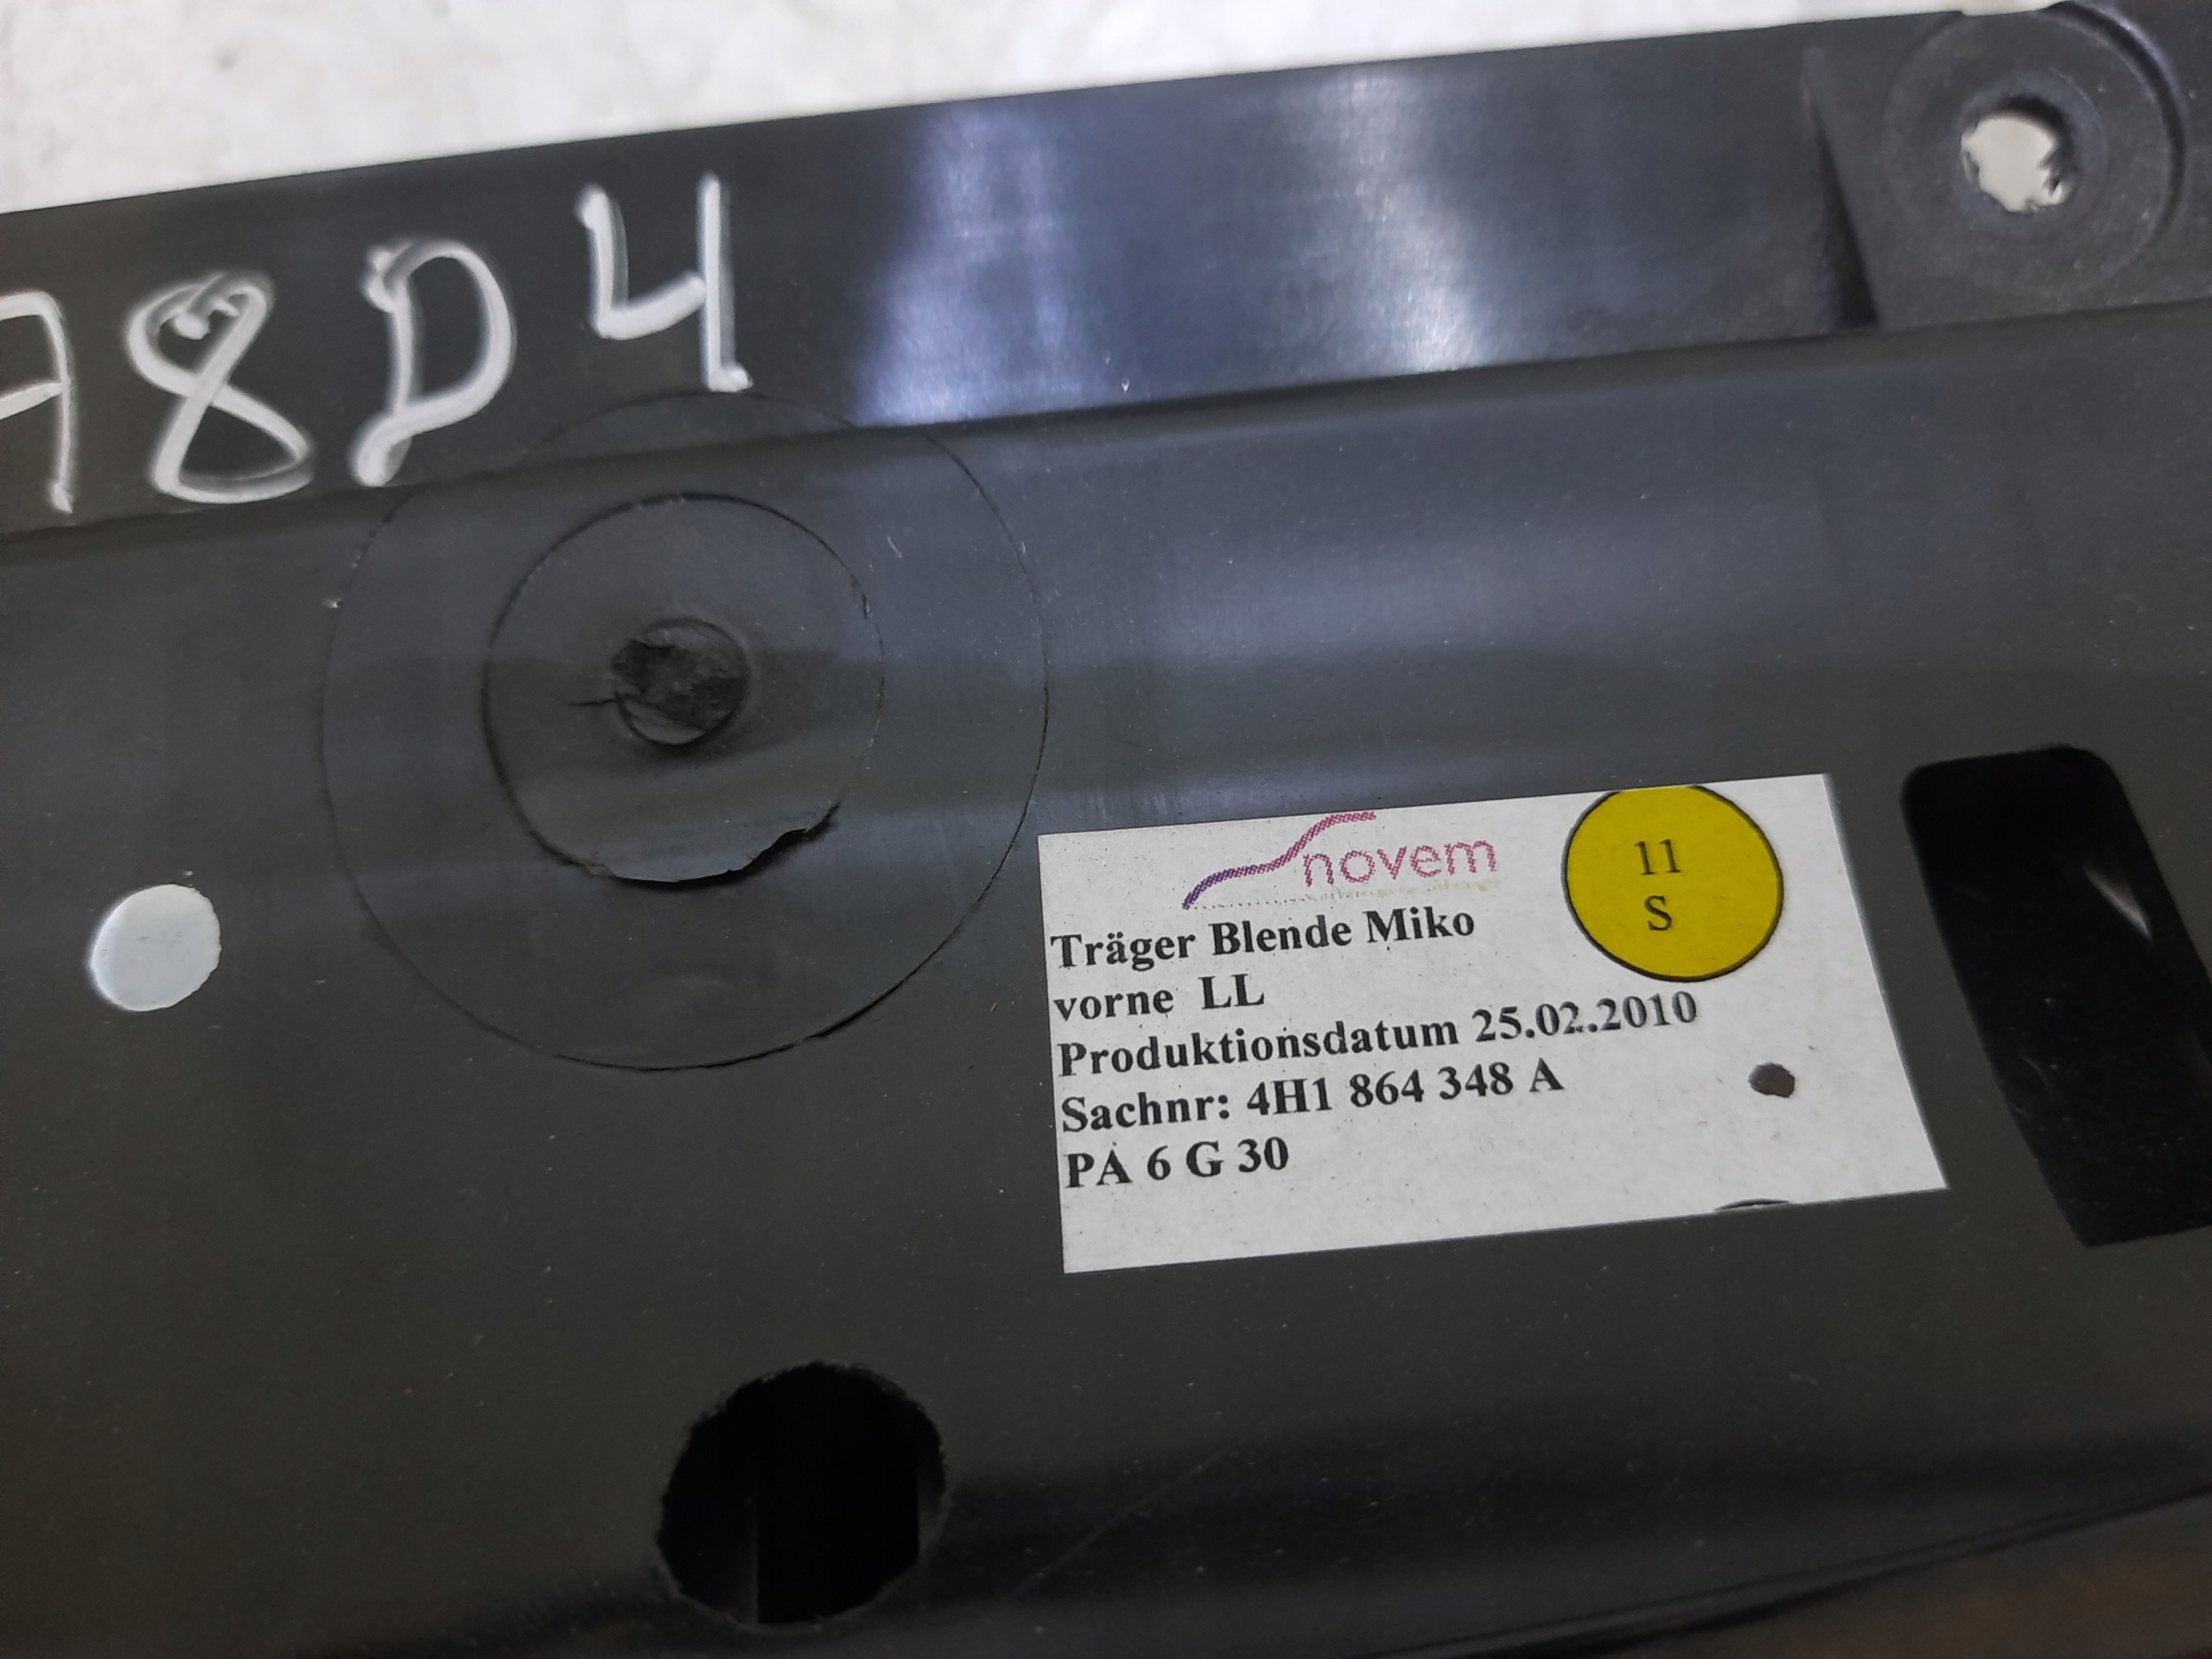 A8D4
novem
11
S
Träger Blende Miko
vorne LL
Produktionsdatum 25.02.2010
Sachnr: 4H1 864 348 A
PA 6 G 30